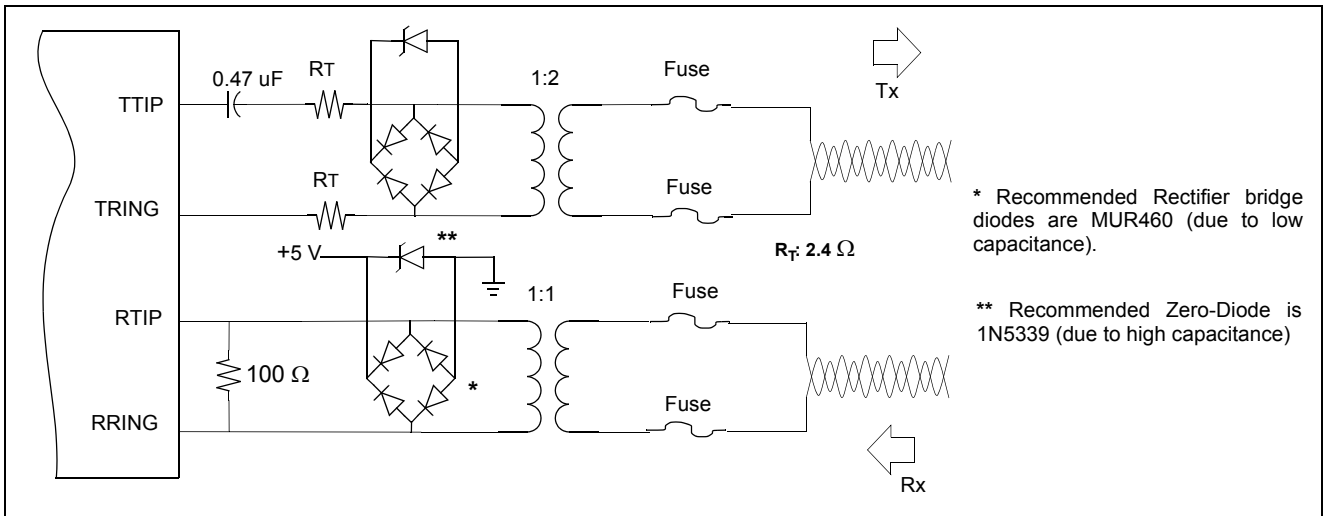 0.47 uF
RT
1:2
Fuse
Tx
TTIP
RT
Fuse
TRING
* Recommended Rectifier bridge
diodes are MUR460 (due to low
capacitance).
+5 V
**
RT: 2.4 Ω
1:1
Fuse
RTIP
** Recommended Zero-Diode is
1N5339 (due to high capacitance)
100 Ω
*
Fuse
RRING
Rx